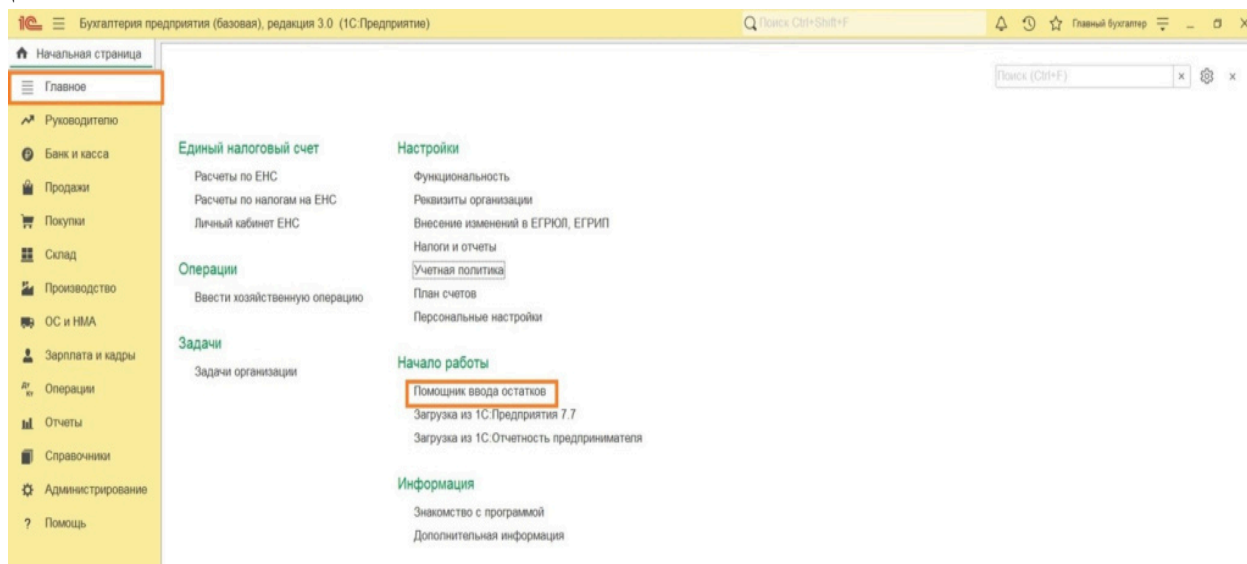 1С Бухгалтерия предприятия (базовая), редакция 3.0 (1С:Предприятие) Поиск Ctrl+Shift+F Главный бухгалтер
Начальная страница
Поиск (Ctrl+F)
Главное
Руководителю
Банк и касса
Продажи
Покупки
Склад
Производство
ОС и НМА
Зарплата и кадры
Операции
Отчеты
Справочники
Администрирование
? Помощь
Единый налоговый счет
Расчеты по ЕНС
Расчеты по налогам на ЕНС
Личный кабинет ЕНС
Операции
Ввести хозяйственную операцию
Задачи
Задачи организации
Настройки
Функциональность
Реквизиты организации
Внесение изменений в ЕГРЮЛ, ЕГРИП
Налоги и отчеты
Учетная политика
План счетов
Персональные настройки
Начало работы
Помощник ввода остатков
Загрузка из 1С:Предприятия 7.7
Загрузка из 1С:Отчетность предпринимателя
Информация
Знакомство с программой
Дополнительная информация